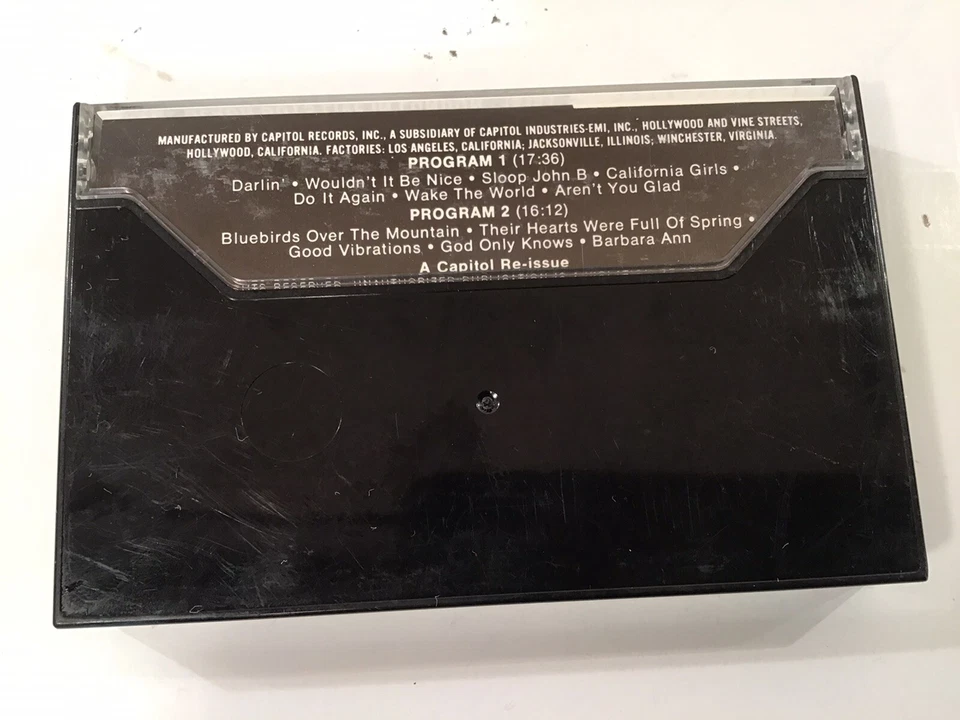 MANUFACTURED BY CAPITOL RECORDS, INC., A SUBSIDIARY OF CAPITOL INDUSTRIES-EMI, INC., HOLLYWOOD AND VINE STREETS,
HOLLYWOOD, CALIFORNIA. FACTORIES: LOS ANGELES, CALIFORNIA; JACKSONVILLE, ILLINOIS; WINCHESTER, VIRGINIA.
PROGRAM 1 (17:36)
Darlin' • Wouldn't It Be Nice • Sloop John B • California Girls •
Do It Again • Wake The World • Aren't You Glad
PROGRAM 2 (16:12)
Bluebirds Over The Mountain • Their Hearts Were Full Of Spring •
Good Vibrations • God Only Knows • Barbara Ann
A Capitol Re-issue